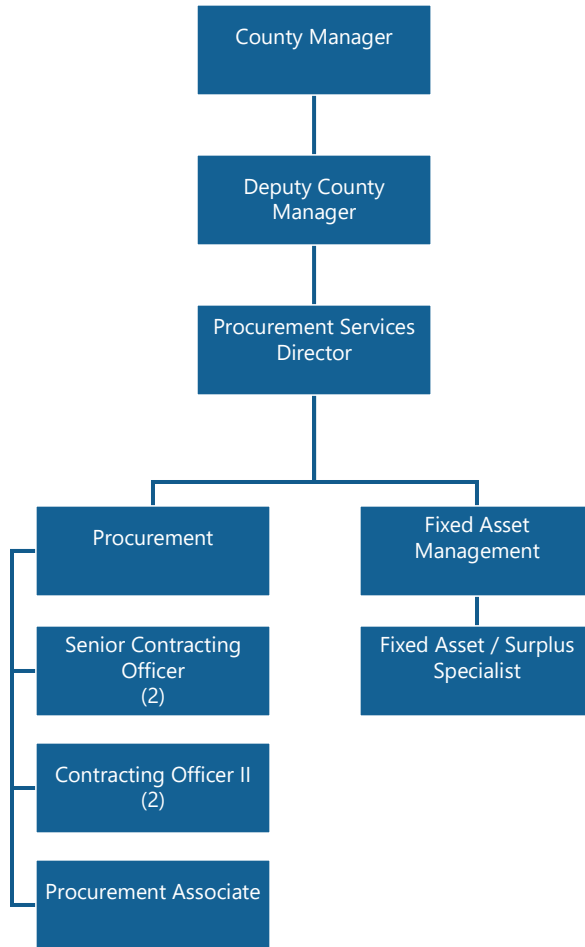 County Manager
Deputy County
Manager
Procurement Services
Director
Procurement
Senior Contracting
Officer
(2)
Contracting Officer II
(2)
Procurement Associate
Fixed Asset
Management
Fixed Asset / Surplus
Specialist